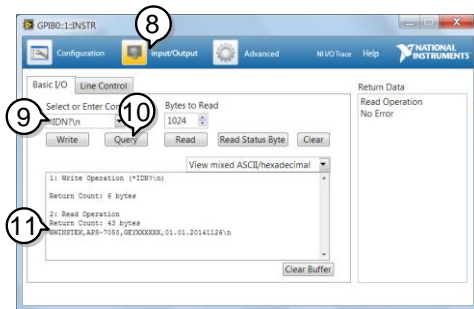 GPIB0::1::INSTR
8
Configuration Input/Output Advanced NI I/O Trace Help NATIONAL INSTRUMENTS
Basic I/O Line Control
Return Data
Select or Enter Co
10
Bytes to Read
Read Operation
No Error
9
*IDN?\n
1024
Write Query Read Read Status Byte Clear
View mixed ASCII/hexadecimal
1: Write Operation (*IDN?\n)
Return Count: 6 bytes
2: Read Operation
Return Count: 43 bytes
11
GWINSTEK,APS-7050,GEYXXXXXX,01.01.20141126\n
Clear Buffer